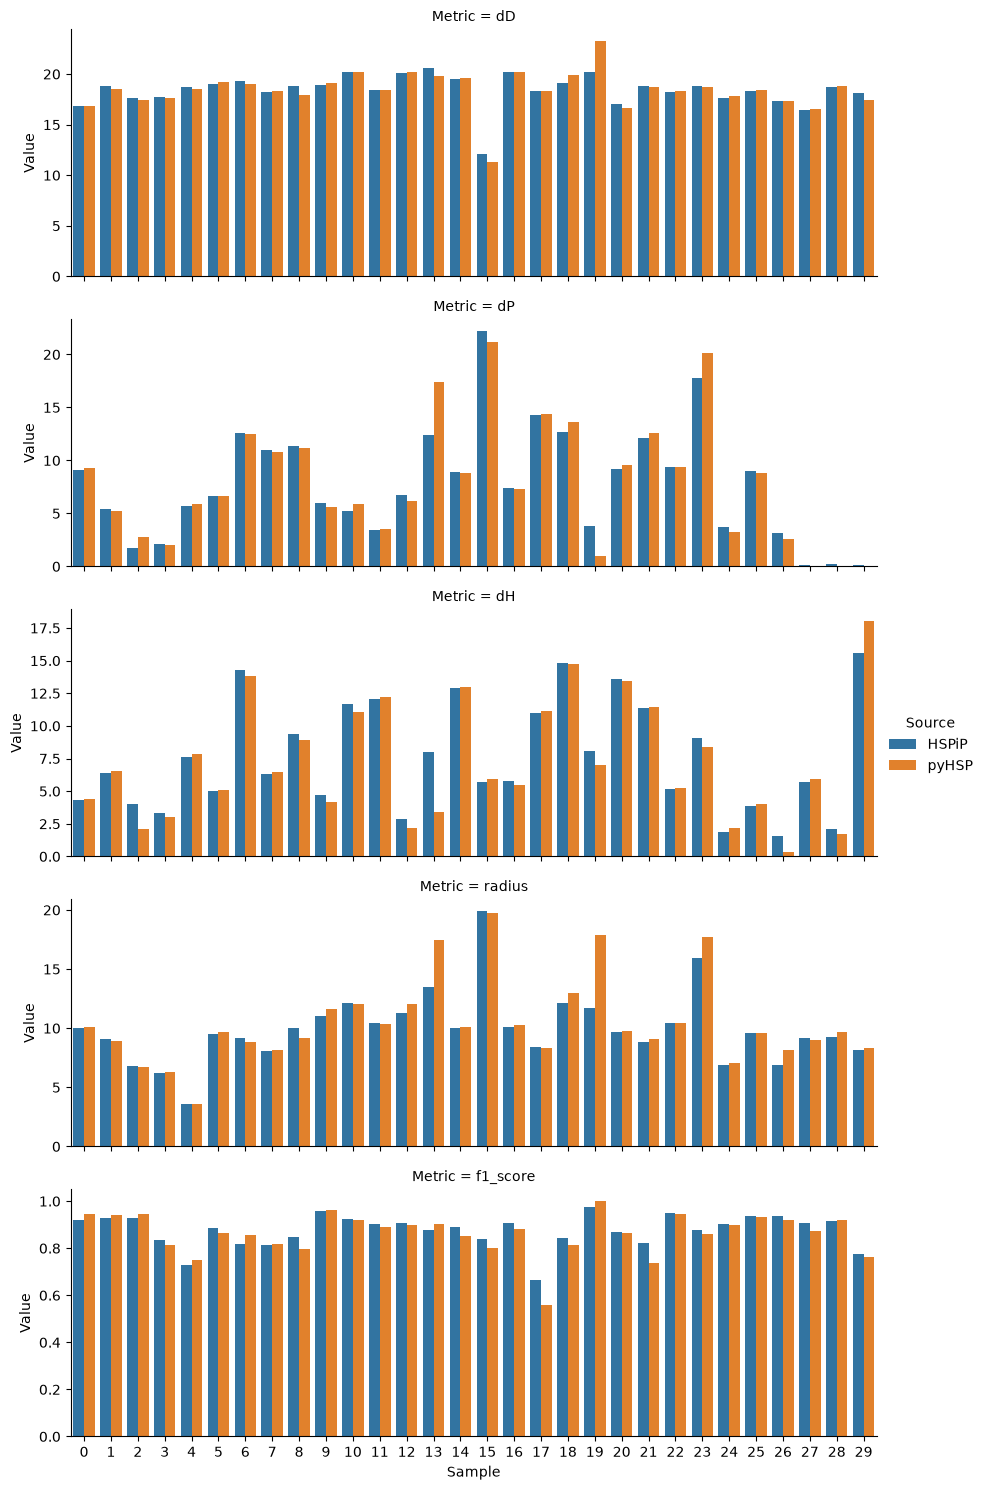 Metric = dD
20
15
10
5
0
Value
Metric = dP
20
15
10
5
0
Value
Metric = dH
17.5
15.0
12.5
10.0
7.5
5.0
2.5
0.0
Value
Source
HSPiP
pyHSP
Metric = radius
20
15
10
5
0
Value
Metric = f1_score
1.0
0.8
0.6
0.4
0.2
0.0
Value
0 1 2 3 4 5 6 7 8 9 10 11 12 13 14 15 16 17 18 19 20 21 22 23 24 25 26 27 28 29
Sample